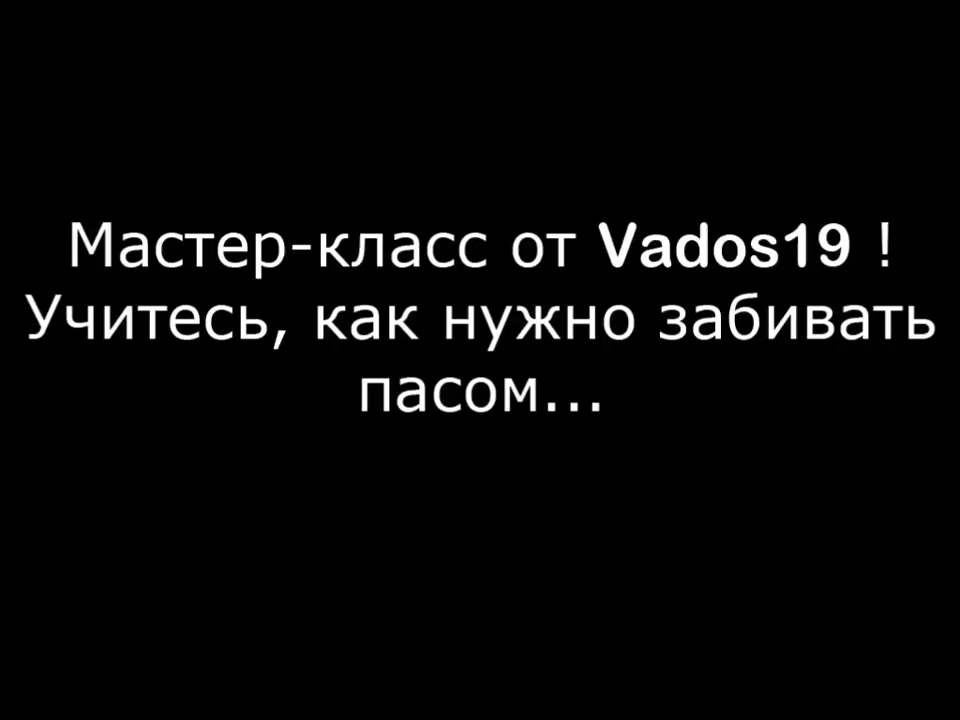 Мастер-класс от Vados19 !
Учитесь, как нужно забивать
пасом...